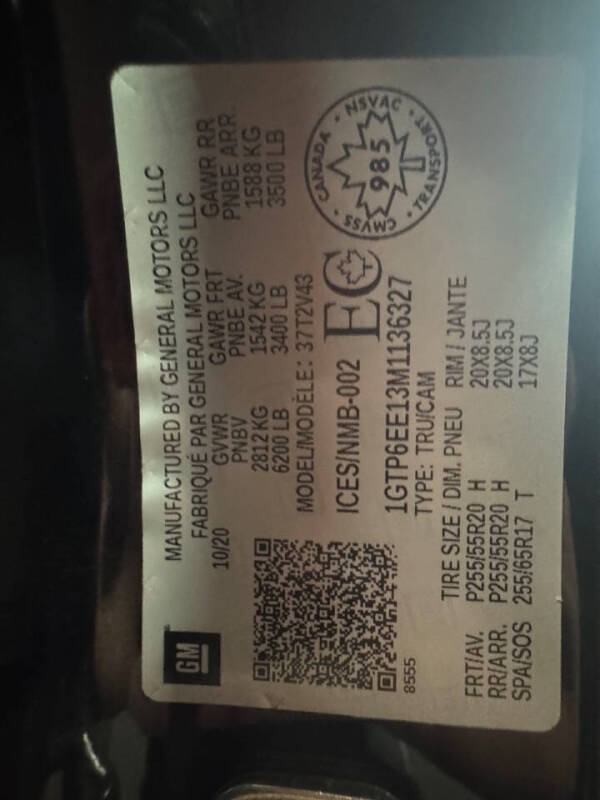 GM
MANUFACTURED BY GENERAL MOTORS LLC
FABRIQUÉ PAR GENERAL MOTORS LLC
10/20 GVWR GAWR FRT GAWR RR
PNBV PNBE AV. PNBE ARR.
2812 KG 1542 KG 1588 KG
6200 LB 3400 LB 3500 LB
MODEL/MODÈLE: 37T2V43
ICES/NMB-002 EC
CANADA • NSVAC • TRANSPORT • CMVSS
985
1GTP6EE13M1136327
TYPE: TRU/CAM
8555
TIRE SIZE / DIM. PNEU RIM / JANTE
FRT/AV. P255/55R20 H 20X8.5J
RR/ARR. P255/55R20 H 20X8.5J
SPA/SOS 255/65R17 T 17X8J